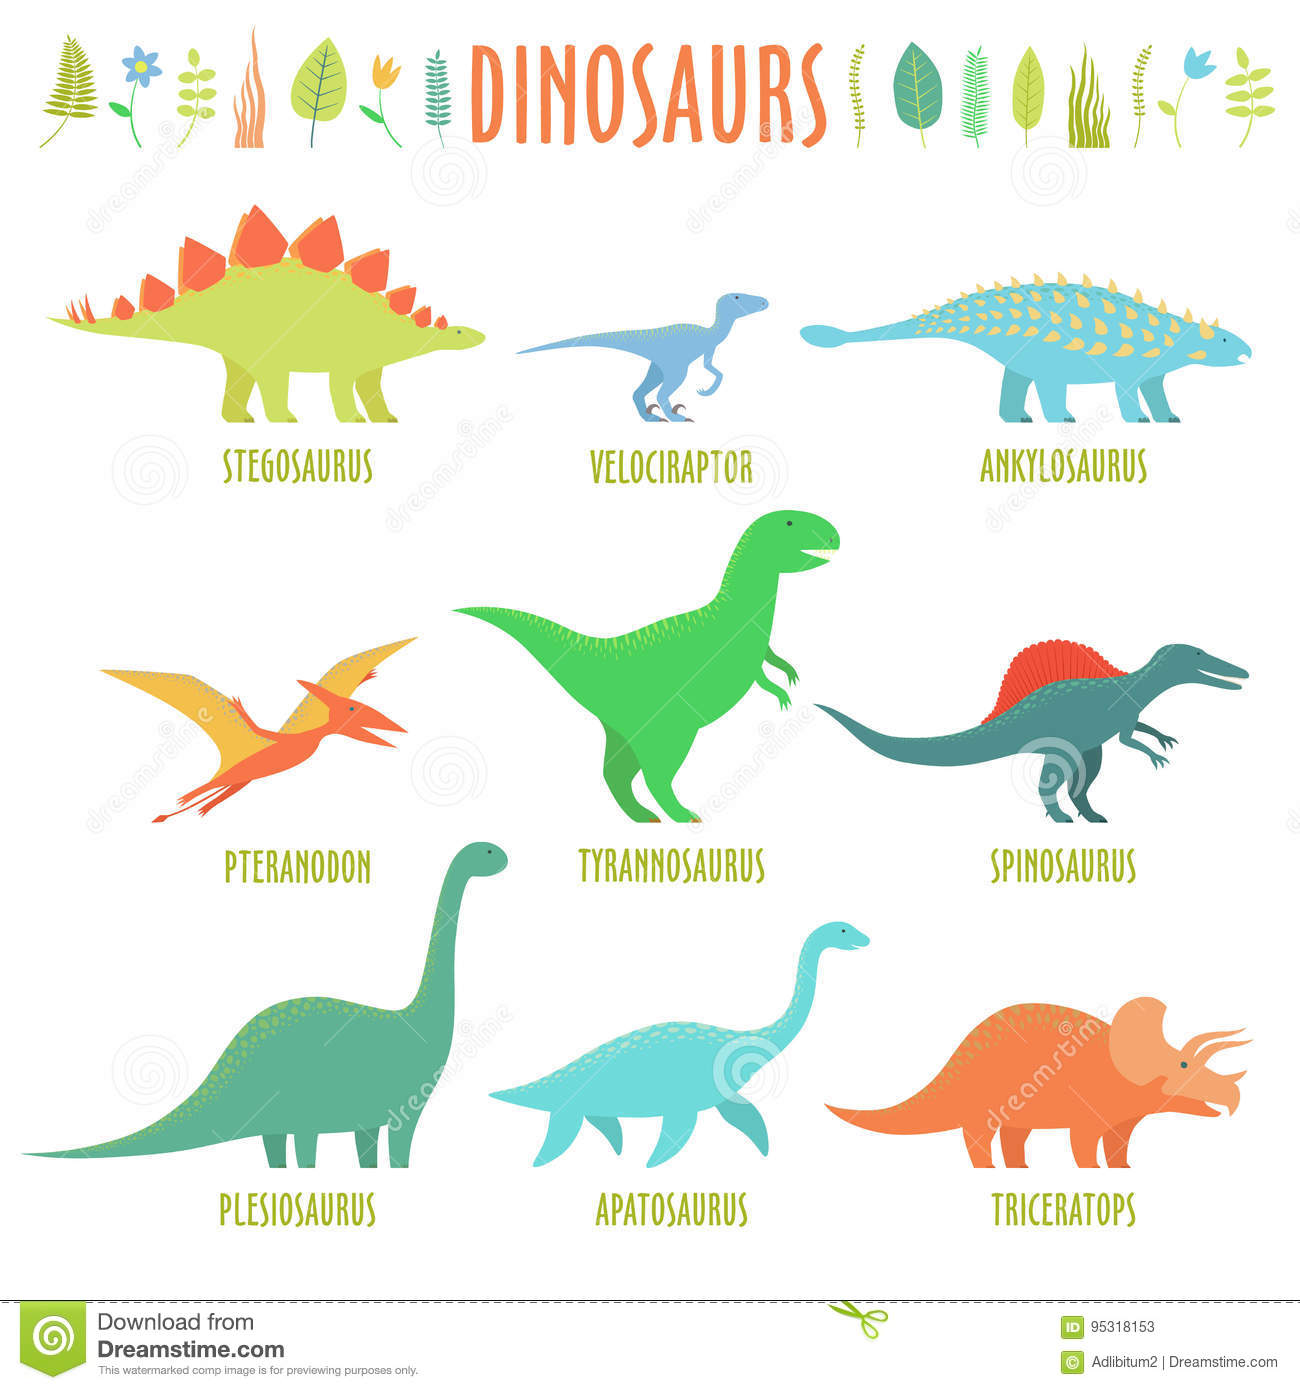 DINOSAURS
STEGOSAURUS
VELOCIRAPTOR
ANKYLOSAURUS
PTERANODON
TYRANNOSAURUS
SPINOSAURUS
PLESIOSAURUS
APATOSAURUS
TRICERATOPS
Download from
Dreamstime.com
This watermarked comp image is for previewing purposes only.
ID 95318153
© Adlibitum2 | Dreamstime.com